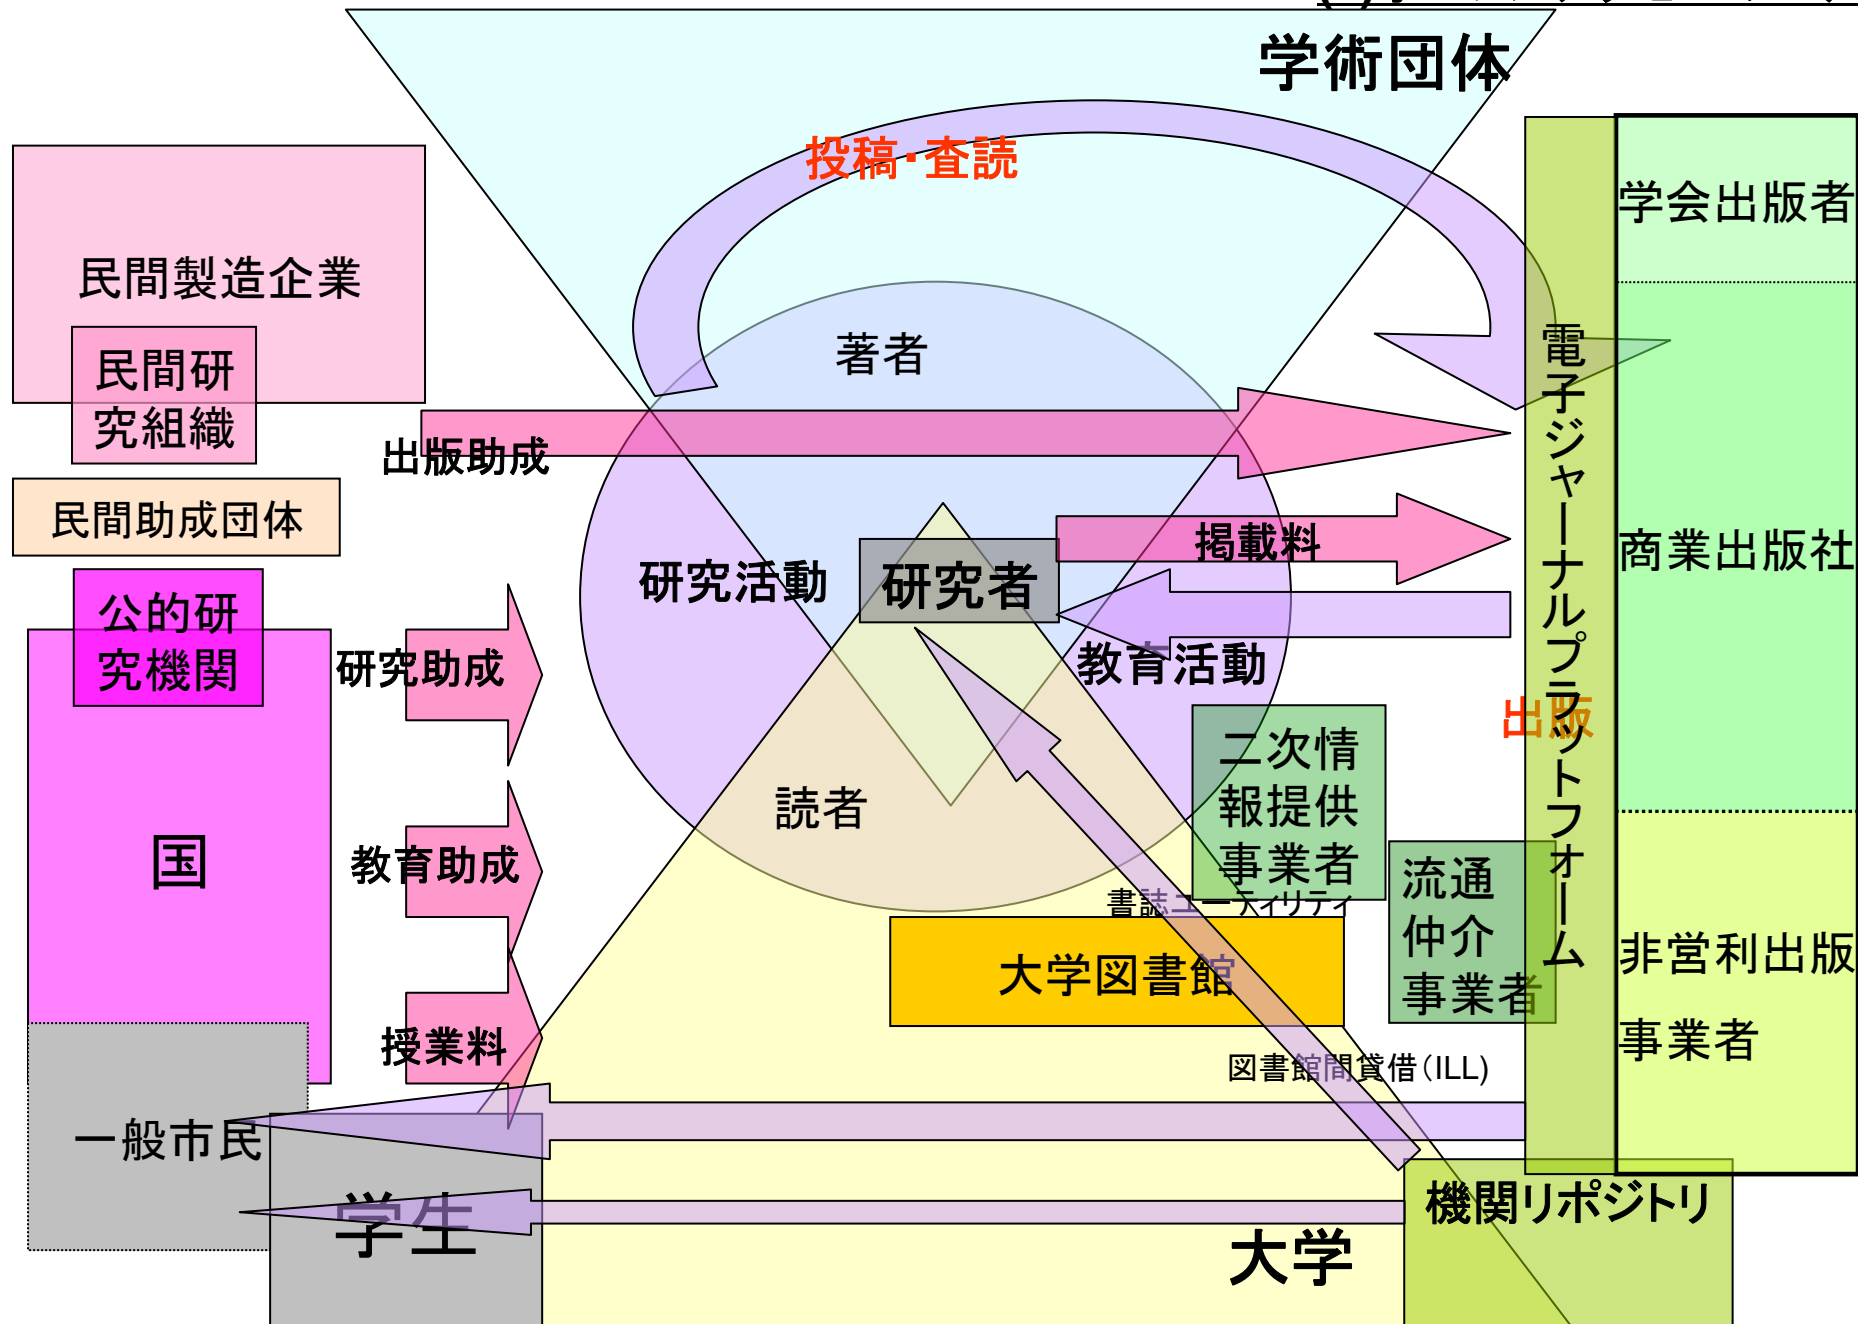 学術団体
投稿・査読
学会出版者
民間製造企業
著者
民間研
究組織
出版助成
民間助成団体
掲載料
商業出版社
電子ジャーナルプラットフォーム
研究活動
研究者
公的研
究機関
研究助成
教育活動
出版
二次情
報提供
事業者
読者
国
教育助成
書誌ユーティリティ
流通
仲介
事業者
大学図書館
非営利出版
事業者
授業料
図書館間貸借(ILL)
一般市民
学生
機関リポジトリ
大学